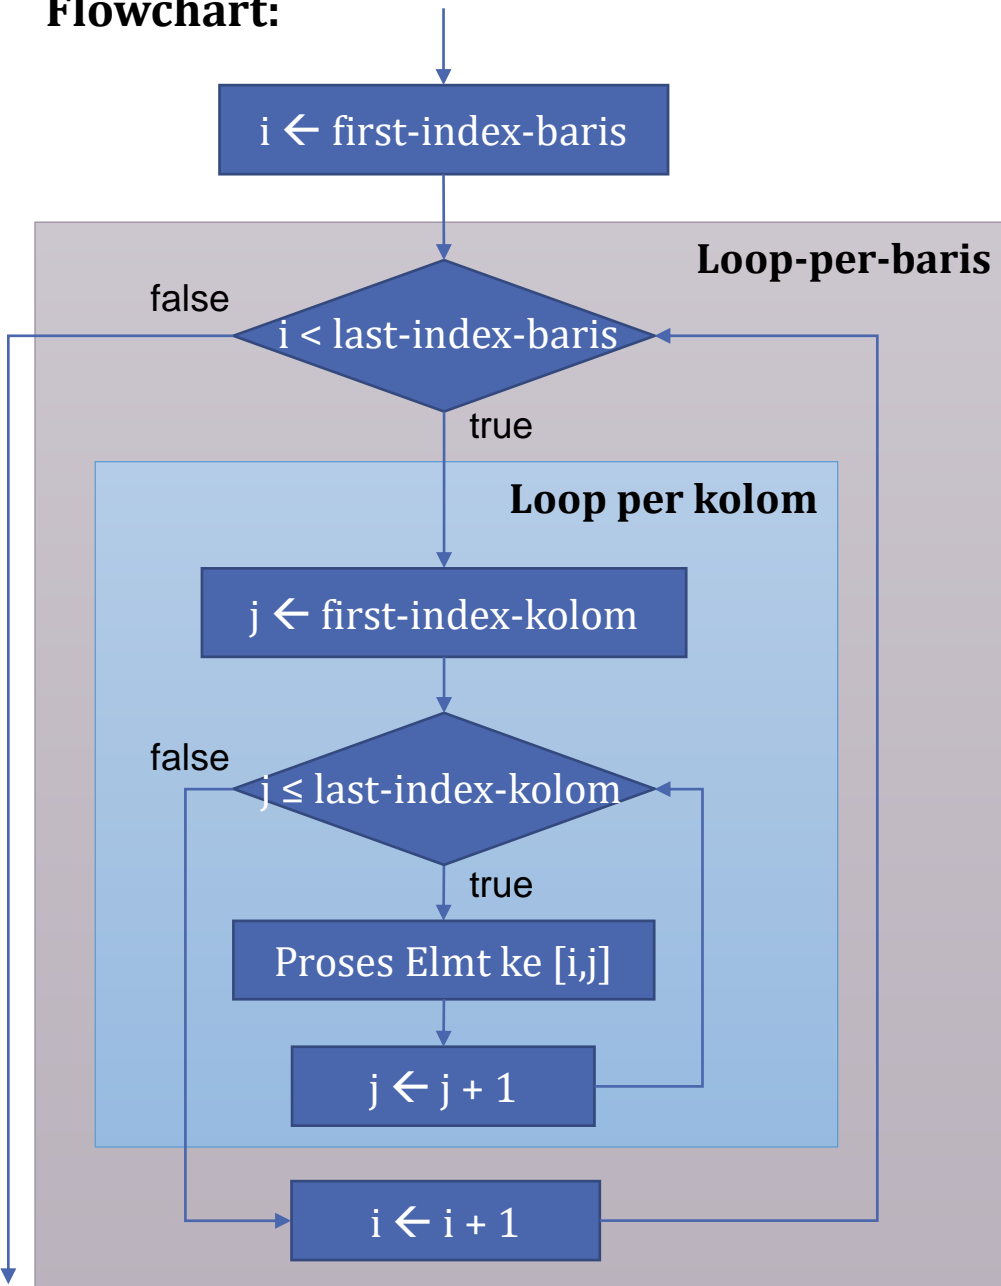 Flowchart:
i ← first-index-baris
Loop-per-baris
false
i < last-index-baris
true
Loop per kolom
j ← first-index-kolom
false
j ≤ last-index-kolom
true
Proses Elmt ke [i,j]
j ← j + 1
i ← i + 1